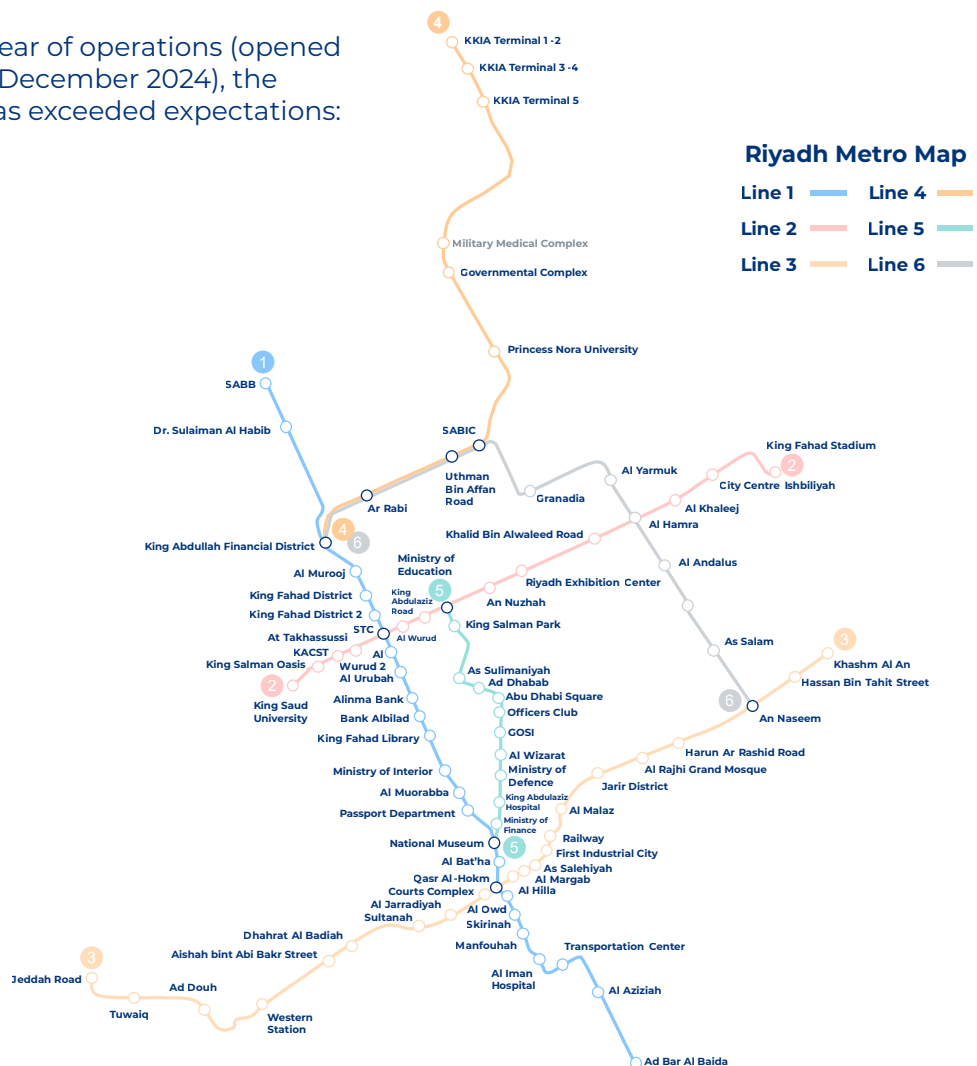 ear of operations (opened
December 2024), the
as exceeded expectations:
Riyadh Metro Map
Line 1
Line 4
Line 2
Line 5
Line 3
Line 6
4
KKIA Terminal 1 -2
KKIA Terminal 3 -4
KKIA Terminal 5
Military Medical Complex
Governmental Complex
Princess Nora University
1
SABB
Dr. Sulaiman Al Habib
SABIC
Uthman
Bin Affan
Road
Ar Rabi
Granadia
Al Yarmuk
King Fahad Stadium
2
City Centre Ishbiliyah
Al Khaleej
Al Hamra
Khalid Bin Alwaleed Road
4
6
King Abdullah Financial District
Al Murooj
King Fahad District
King Fahad District 2
STC
Ministry of
Education
5
King
Abdulaziz
Road
Al Wurud
An Nuzhah
Riyadh Exhibition Center
Al Andalus
King Salman Park
At Takhassussi
KACST
King Salman Oasis
2
King Saud
University
Al
Wurud 2
Al Urubah
Alinma Bank
Bank Albilad
King Fahad Library
Ministry of Interior
Al Muorabba
Passport Department
As Sulimaniyah
Ad Dhabab
Abu Dhabi Square
Officers Club
GOSI
Al Wizarat
Ministry of
Defence
King Abdulaziz
Hospital
Ministry of
Finance
As Salam
3
Khashm Al An
Hassan Bin Tahit Street
6
An Naseem
Harun Ar Rashid Road
Al Rajhi Grand Mosque
Jarir District
Al Malaz
Railway
First Industrial City
As Salehiyah
Al Margab
National Museum
5
Al Bat’ha
Qasr Al-Hokm
Courts Complex
Al Hilla
Al Jarradiyah
Sultanah
Al Owd
Skirinah
Manfouhah
Dhahrat Al Badiah
Aishah bint Abi Bakr Street
Transportation Center
Al Iman
Hospital
Al Aziziah
3
Jeddah Road
Ad Douh
Tuwaiq
Western
Station
Ad Bar Al Baida